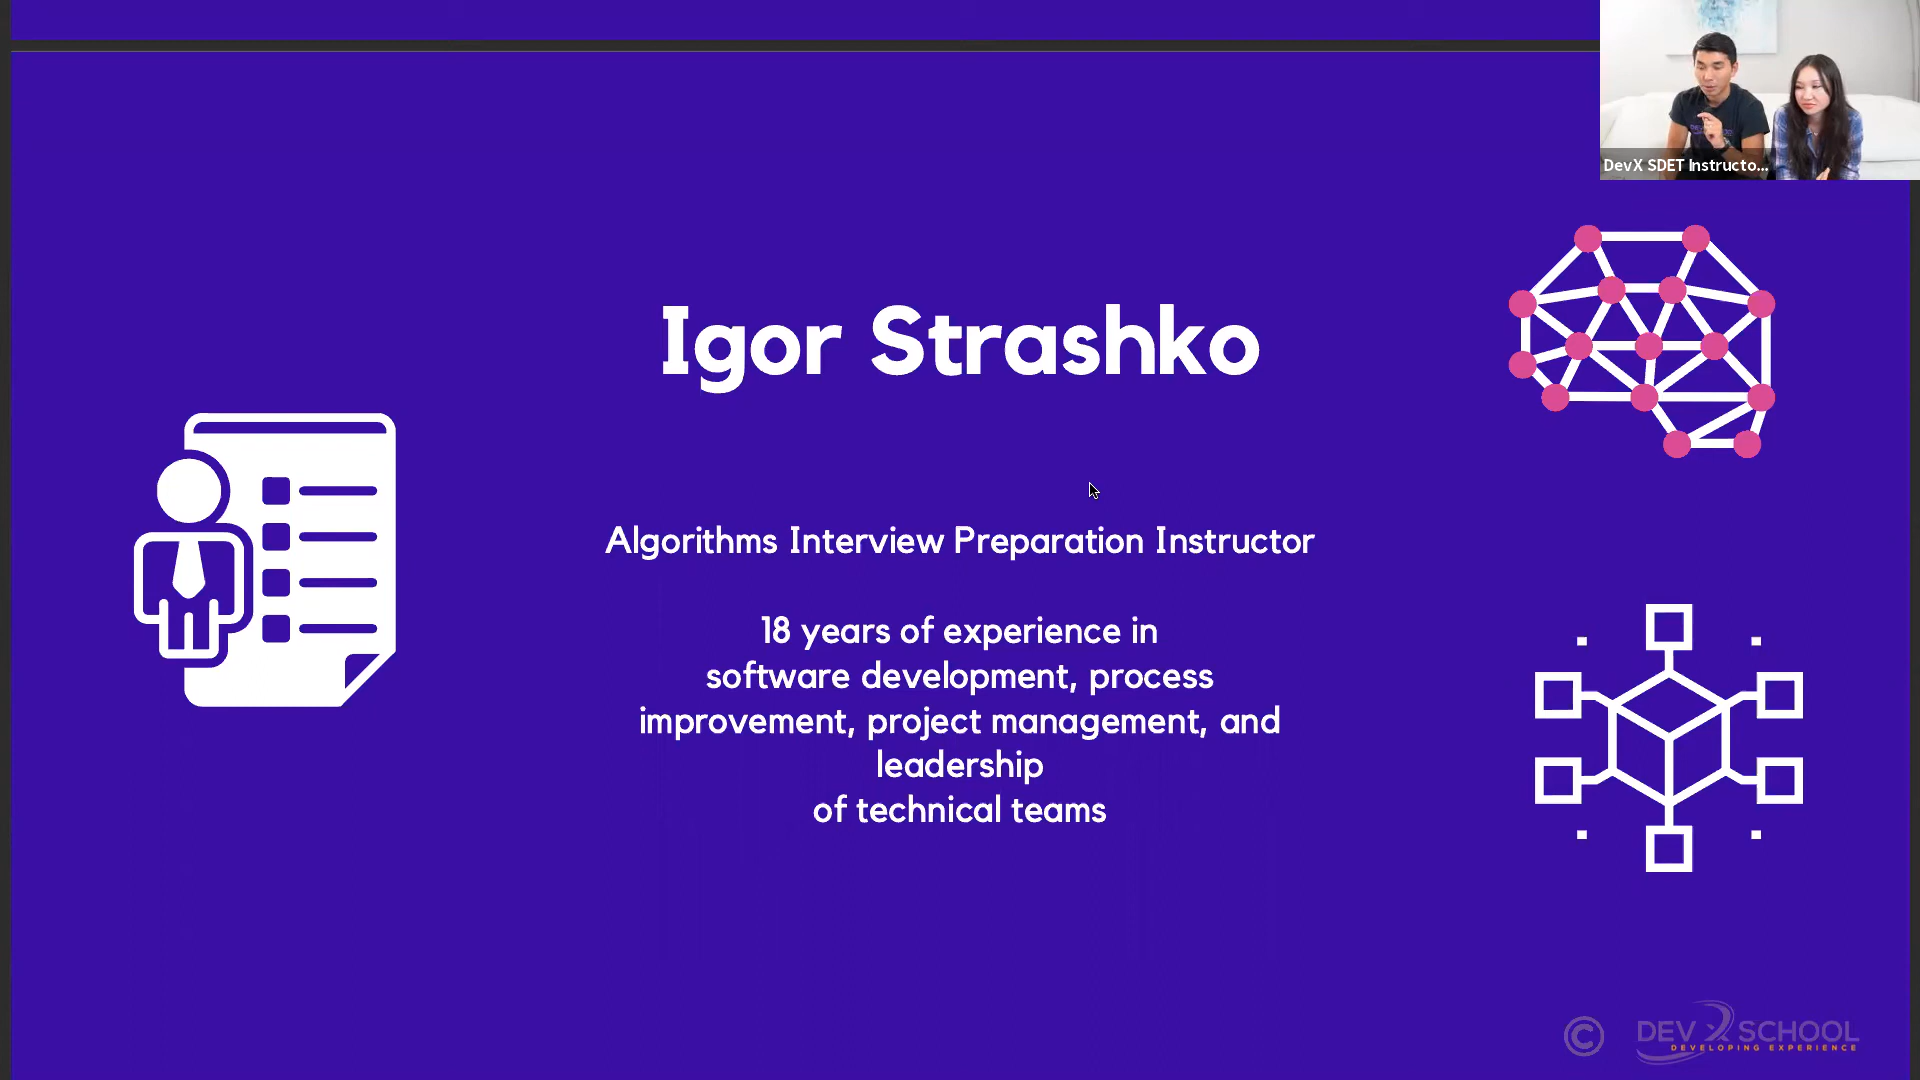 DevX SDET Instructo...
Igor Strashko
Algorithms Interview Preparation Instructor
18 years of experience in
software development, process
improvement, project management, and
leadership
of technical teams
© DEVX SCHOOL
DEVELOPING EXPERIENCE